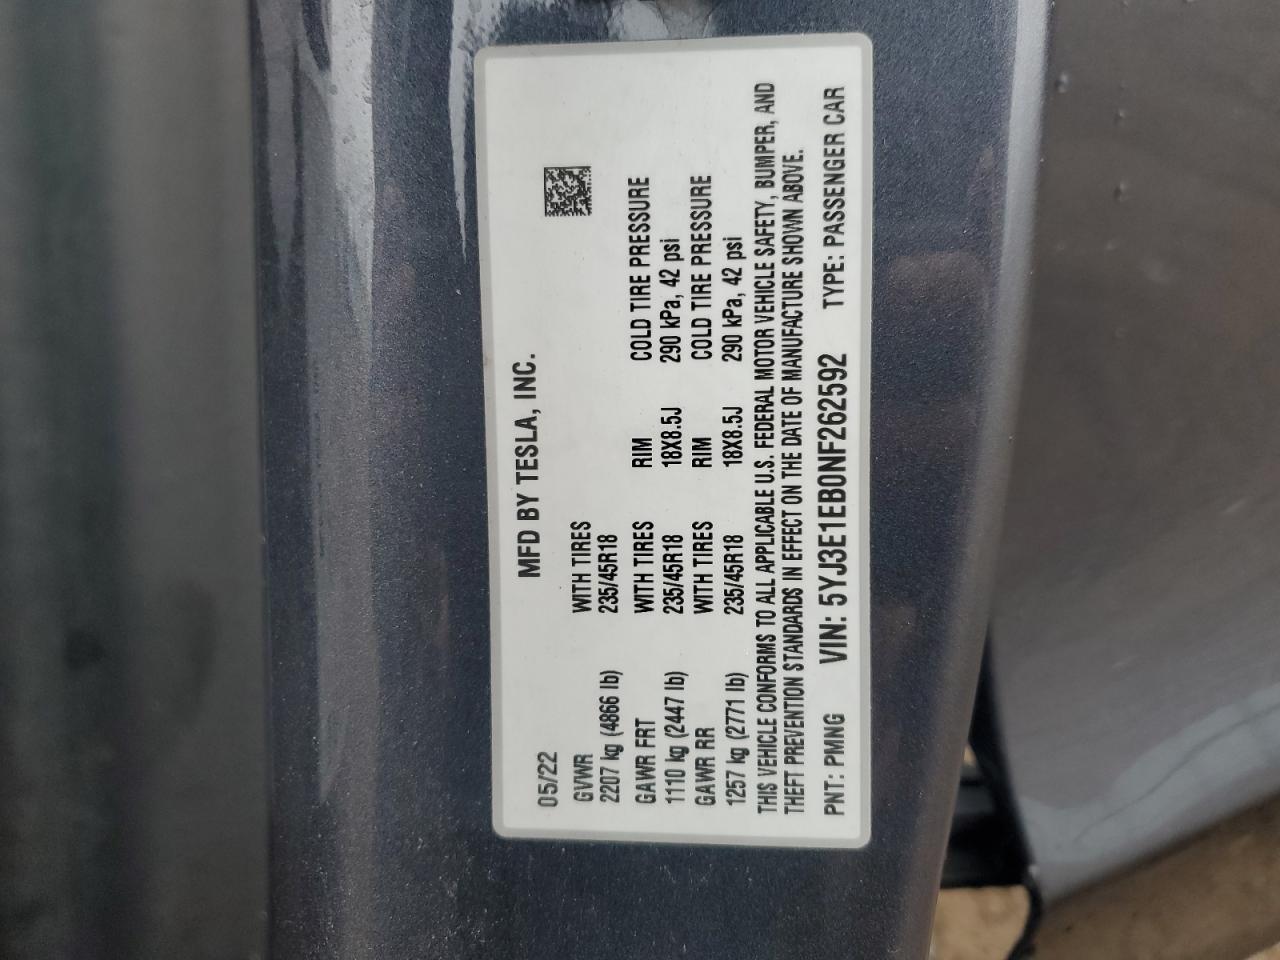 MFD BY TESLA, INC.
05/22
GVWR WITH TIRES
2207 kg (4866 lb) 235/45R18
GAWR FRT WITH TIRES RIM COLD TIRE PRESSURE
1110 kg (2447 lb) 235/45R18 18X8.5J 290 kPa, 42 psi
GAWR RR WITH TIRES RIM COLD TIRE PRESSURE
1257 kg (2771 lb) 235/45R18 18X8.5J 290 kPa, 42 psi
THIS VEHICLE CONFORMS TO ALL APPLICABLE U.S. FEDERAL MOTOR VEHICLE SAFETY, BUMPER, AND
THEFT PREVENTION STANDARDS IN EFFECT ON THE DATE OF MANUFACTURE SHOWN ABOVE.
PNT: PMNG VIN: 5YJ3E1EB0NF262592 TYPE: PASSENGER CAR